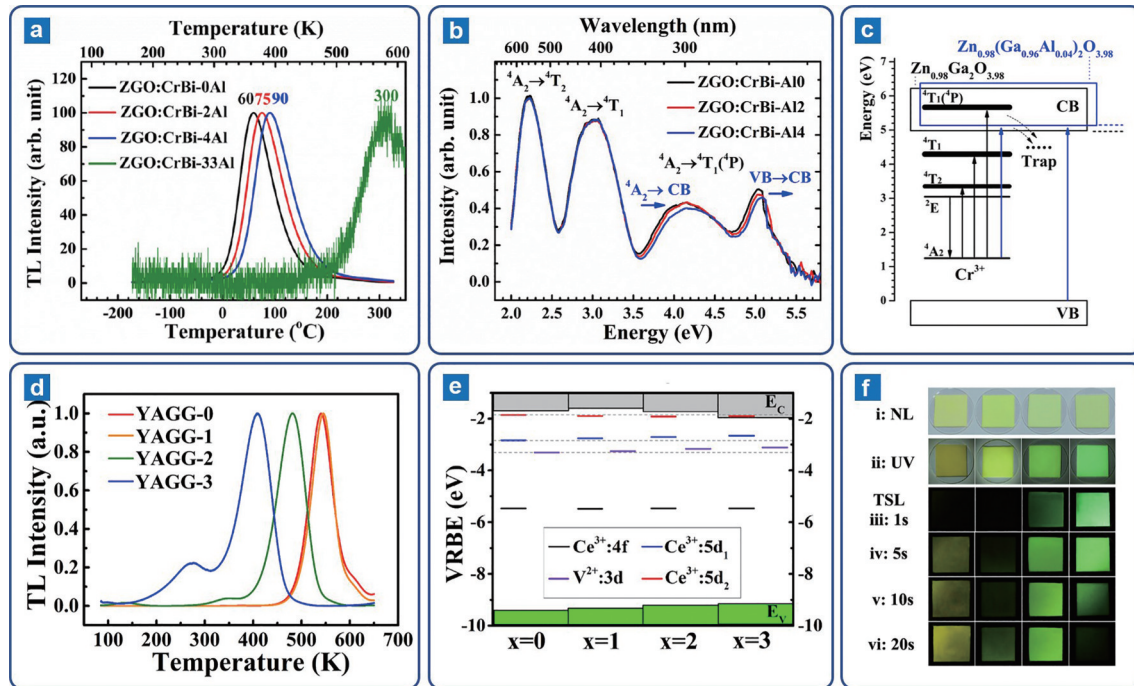 a
Temperature (K)
100 200 300 400 500 600
TL Intensity (arb. unit)
120
100
80
60
40
20
0
ZGO:CrBi-0Al
ZGO:CrBi-2Al
ZGO:CrBi-4Al
ZGO:CrBi-33Al
60 75 90
300
-200 -100 0 100 200 300
Temperature (°C)
b
Wavelength (nm)
600 500 400 300
Intensity (arb. unit)
1.0
0.8
0.6
0.4
0.2
0.0
⁴A₂→⁴T₂
⁴A₂→⁴T₁
ZGO:CrBi-Al0
ZGO:CrBi-Al2
ZGO:CrBi-Al4
⁴A₂→⁴T₁(⁴P)
⁴A₂→CB
VB→CB
2.0 2.5 3.0 3.5 4.0 4.5 5.0 5.5
Energy (eV)
c
Zn₀.₉₈(Ga₀.₉₆Al₀.₀₄)₂O₃.₉₈
Zn₀.₉₈Ga₂O₃.₉₈
Energy (eV)
7
6
5
4
3
2
1
0
⁴T₁(⁴P)
CB
⁴T₁
Trap
⁴T₂
²E
⁴A₂
Cr³⁺
VB
d
TL Intensity (a.u.)
1.0
0.8
0.6
0.4
0.2
0.0
YAGG-0
YAGG-1
YAGG-2
YAGG-3
100 200 300 400 500 600 700
Temperature (K)
e
VRBE (eV)
-2
-4
-6
-8
-10
E_C
Ce³⁺:4f Ce³⁺:5d₁
V²⁺:3d Ce³⁺:5d₂
E_V
-2
-4
-6
-8
-10
x=0 x=1 x=2 x=3
f
i: NL
ii: UV
TSL
iii: 1s
iv: 5s
v: 10s
vi: 20s